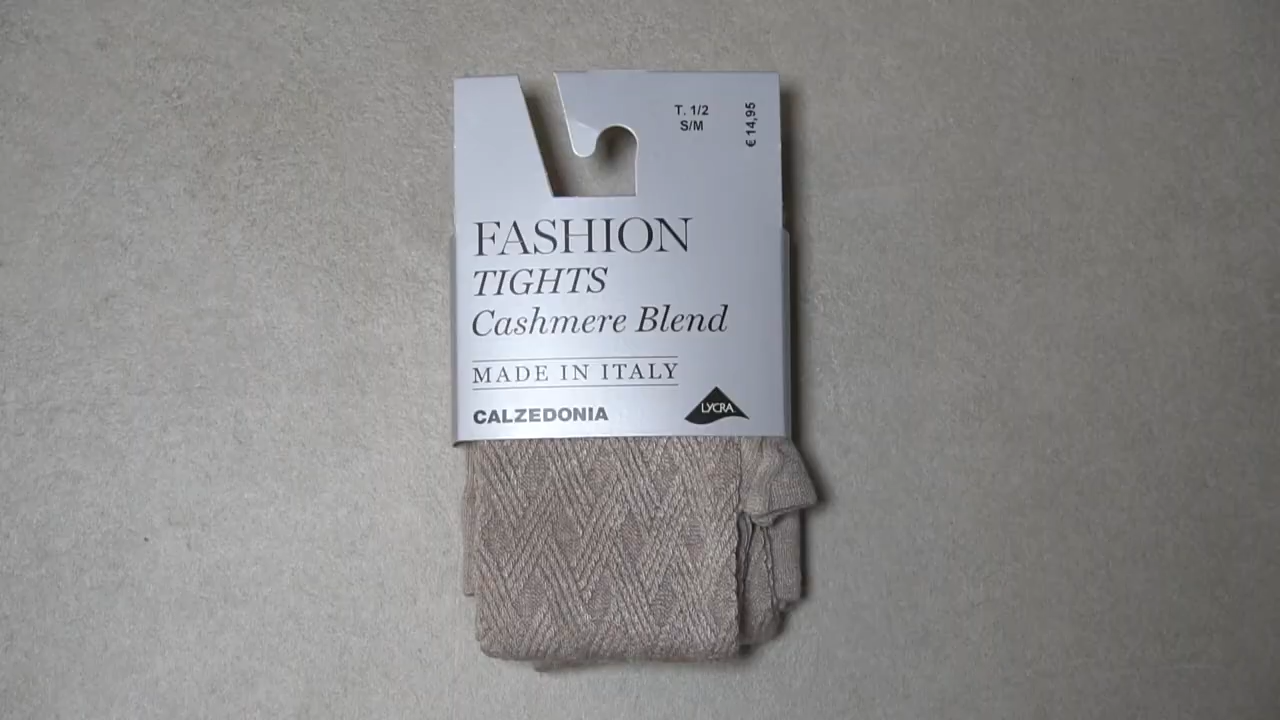 T. 1/2
S/M
€ 14,95
FASHION
TIGHTS
Cashmere Blend
MADE IN ITALY
CALZEDONIA
LYCRA